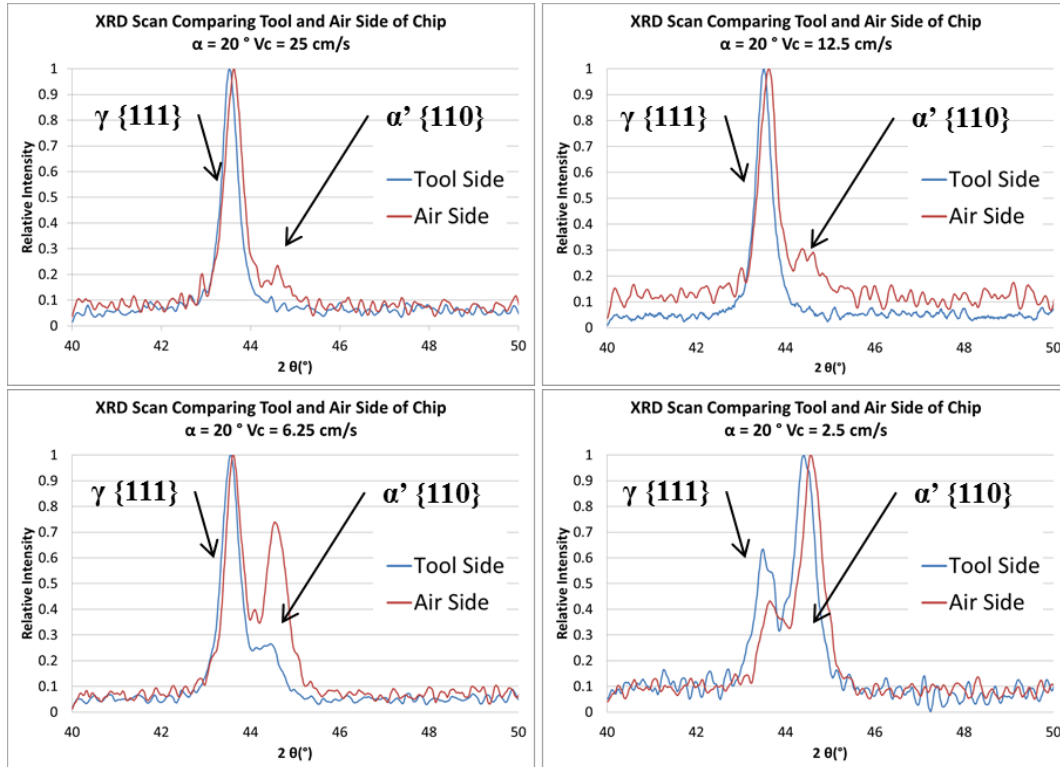 XRD Scan Comparing Tool and Air Side of Chip
α = 20 ° Vc = 25 cm/s
Relative Intensity
1
0.9
0.8
0.7
0.6
0.5
0.4
0.3
0.2
0.1
0
γ {111}
α’ {110}
Tool Side
Air Side
40
42
44
46
48
50
2 θ(°)
XRD Scan Comparing Tool and Air Side of Chip
α = 20 ° Vc = 12.5 cm/s
Relative Intensity
1
0.9
0.8
0.7
0.6
0.5
0.4
0.3
0.2
0.1
0
γ {111}
α’ {110}
Tool Side
Air Side
40
42
44
46
48
50
2 θ(°)
XRD Scan Comparing Tool and Air Side of Chip
α = 20 ° Vc = 6.25 cm/s
Relative Intensity
1
0.9
0.8
0.7
0.6
0.5
0.4
0.3
0.2
0.1
0
γ {111}
α’ {110}
Tool Side
Air Side
40
42
44
46
48
50
2 θ(°)
XRD Scan Comparing Tool and Air Side of Chip
α = 20 ° Vc = 2.5 cm/s
Relative Intensity
1
0.9
0.8
0.7
0.6
0.5
0.4
0.3
0.2
0.1
0
γ {111}
α’ {110}
Tool Side
Air Side
40
42
44
46
48
50
2 θ(°)